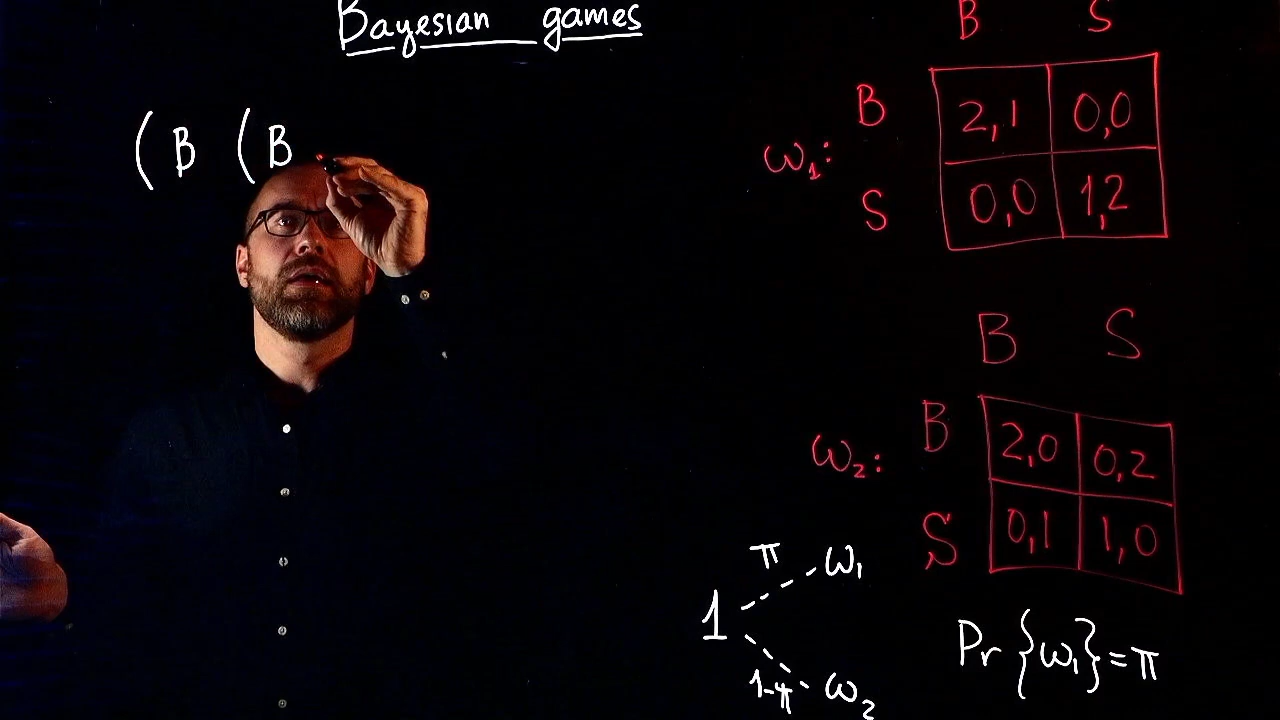 Bayesian games
( B ( B
B S
ω₁:
B 2,1 0,0
S 0,0 1,2
B S
ω₂:
B 2,0 0,2
S 0,1 1,0
1
π ω₁
1-π ω₂
Pr {ω₁} = π